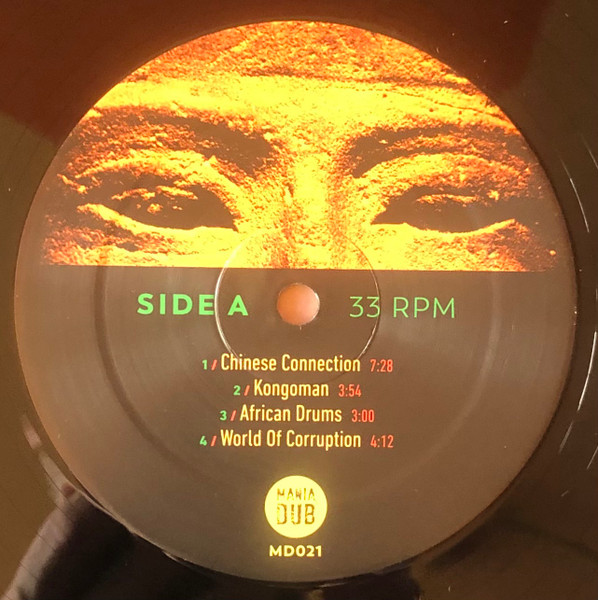 SIDE A 33 RPM
1 / Chinese Connection 7:28
2 / Kongoman 3:54
3 / African Drums 3:00
4 / World Of Corruption 4:12
MANIA
DUB
MD021